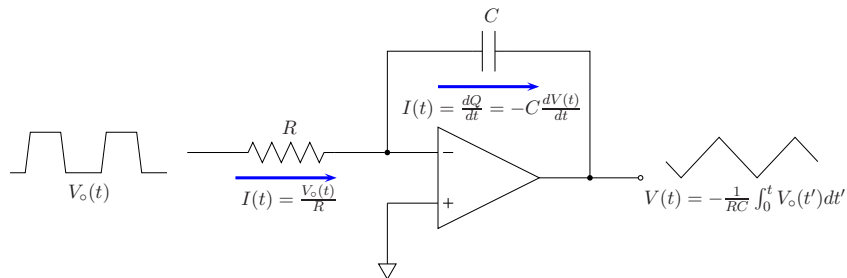 C
I(t) = dQ/dt = -C dV(t)/dt
R
−
V∘(t)
I(t) = V∘(t)/R
+
V(t) = -1/RC ∫₀ᵗ V∘(t′)dt′